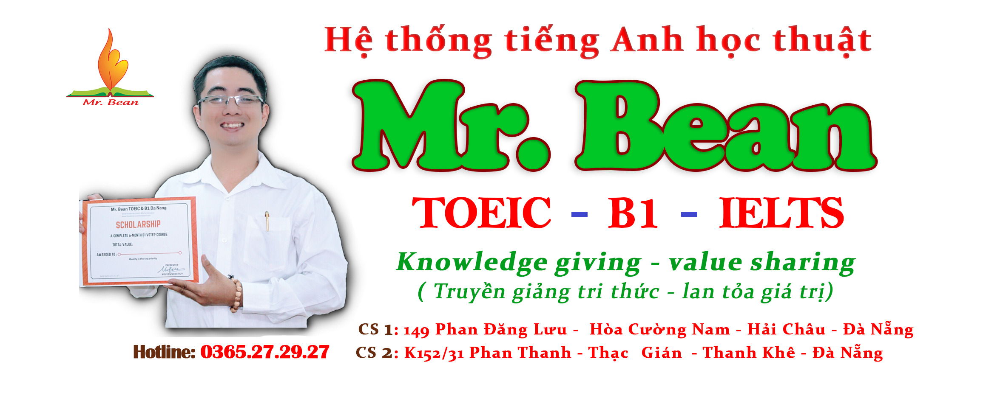 Hệ thống tiếng Anh học thuật
Mr. Bean
Mr. Bean
TOEIC - B1 - IELTS
Knowledge giving - value sharing
( Truyền giảng tri thức - lan tỏa giá trị)
Mr. Bean TOEIC & B1 Da Nang
SCHOLARSHIP
A COMPLETE 6-MONTH B1 VSTEP COURSE
TOTAL VALUE:
AWARDED TO :
Quality is the top priority
PRESENTER
Mr Bean
NGUYEN NGOC HUY
CS 1: 149 Phan Đăng Lưu - Hòa Cường Nam - Hải Châu - Đà Nẵng
CS 2: K152/31 Phan Thanh - Thạc Gián - Thanh Khê - Đà Nẵng
Hotline: 0365.27.29.27